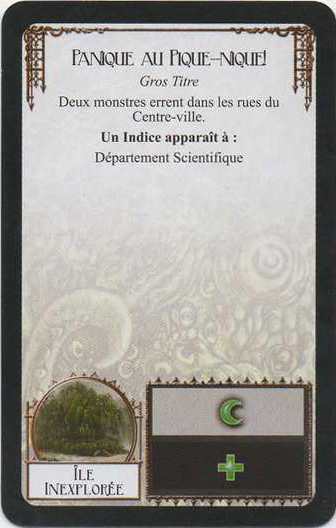 Panique au Pique-nique!
Gros Titre
Deux monstres errent dans les rues du
Centre-ville.
Un Indice apparaît à :
Département Scientifique
Île
Inexplorée